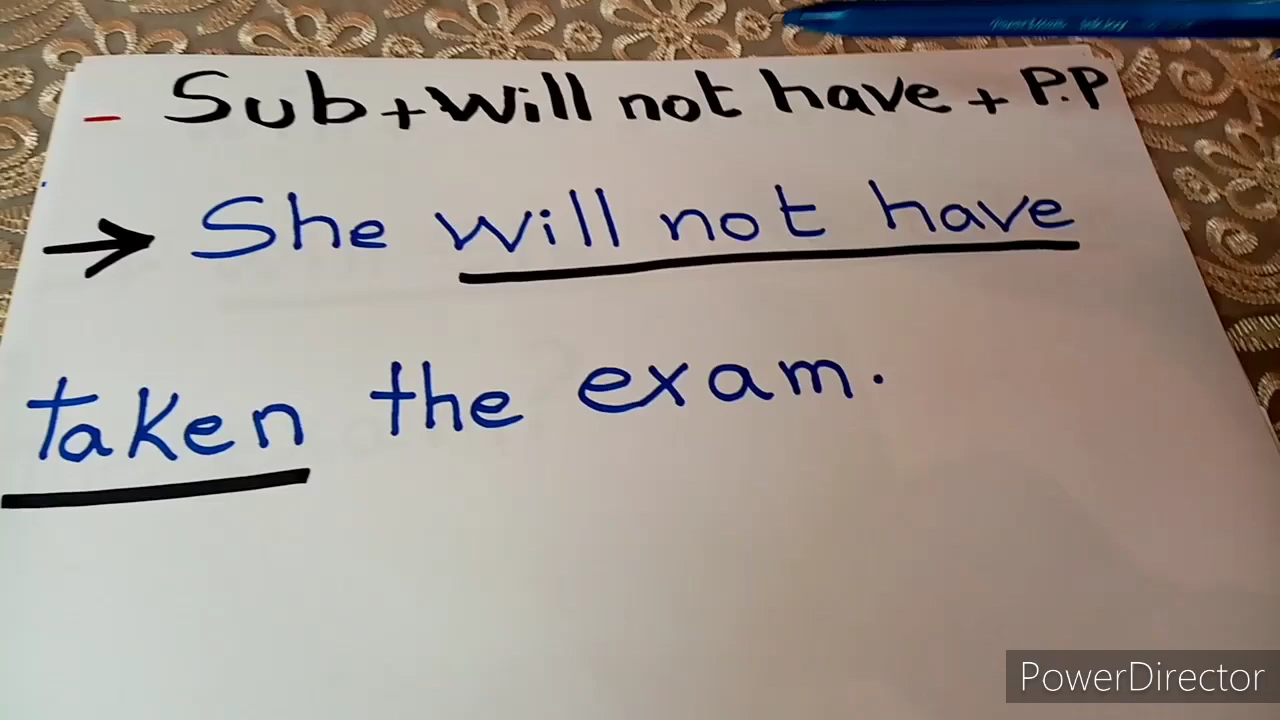 - Sub + will not have + P.P
→ She will not have
taken the exam.
PowerDirector